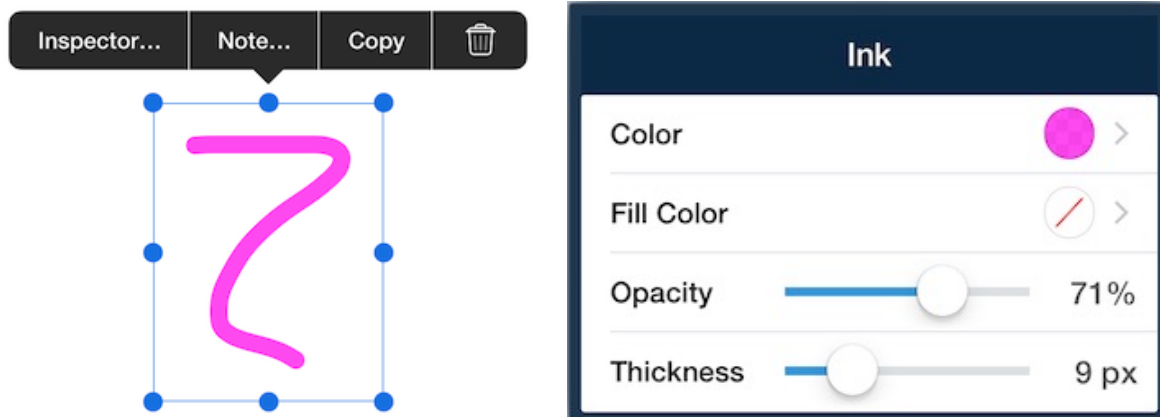 Inspector... Note... Copy
Ink
Color
Fill Color
Opacity 71%
Thickness 9 px